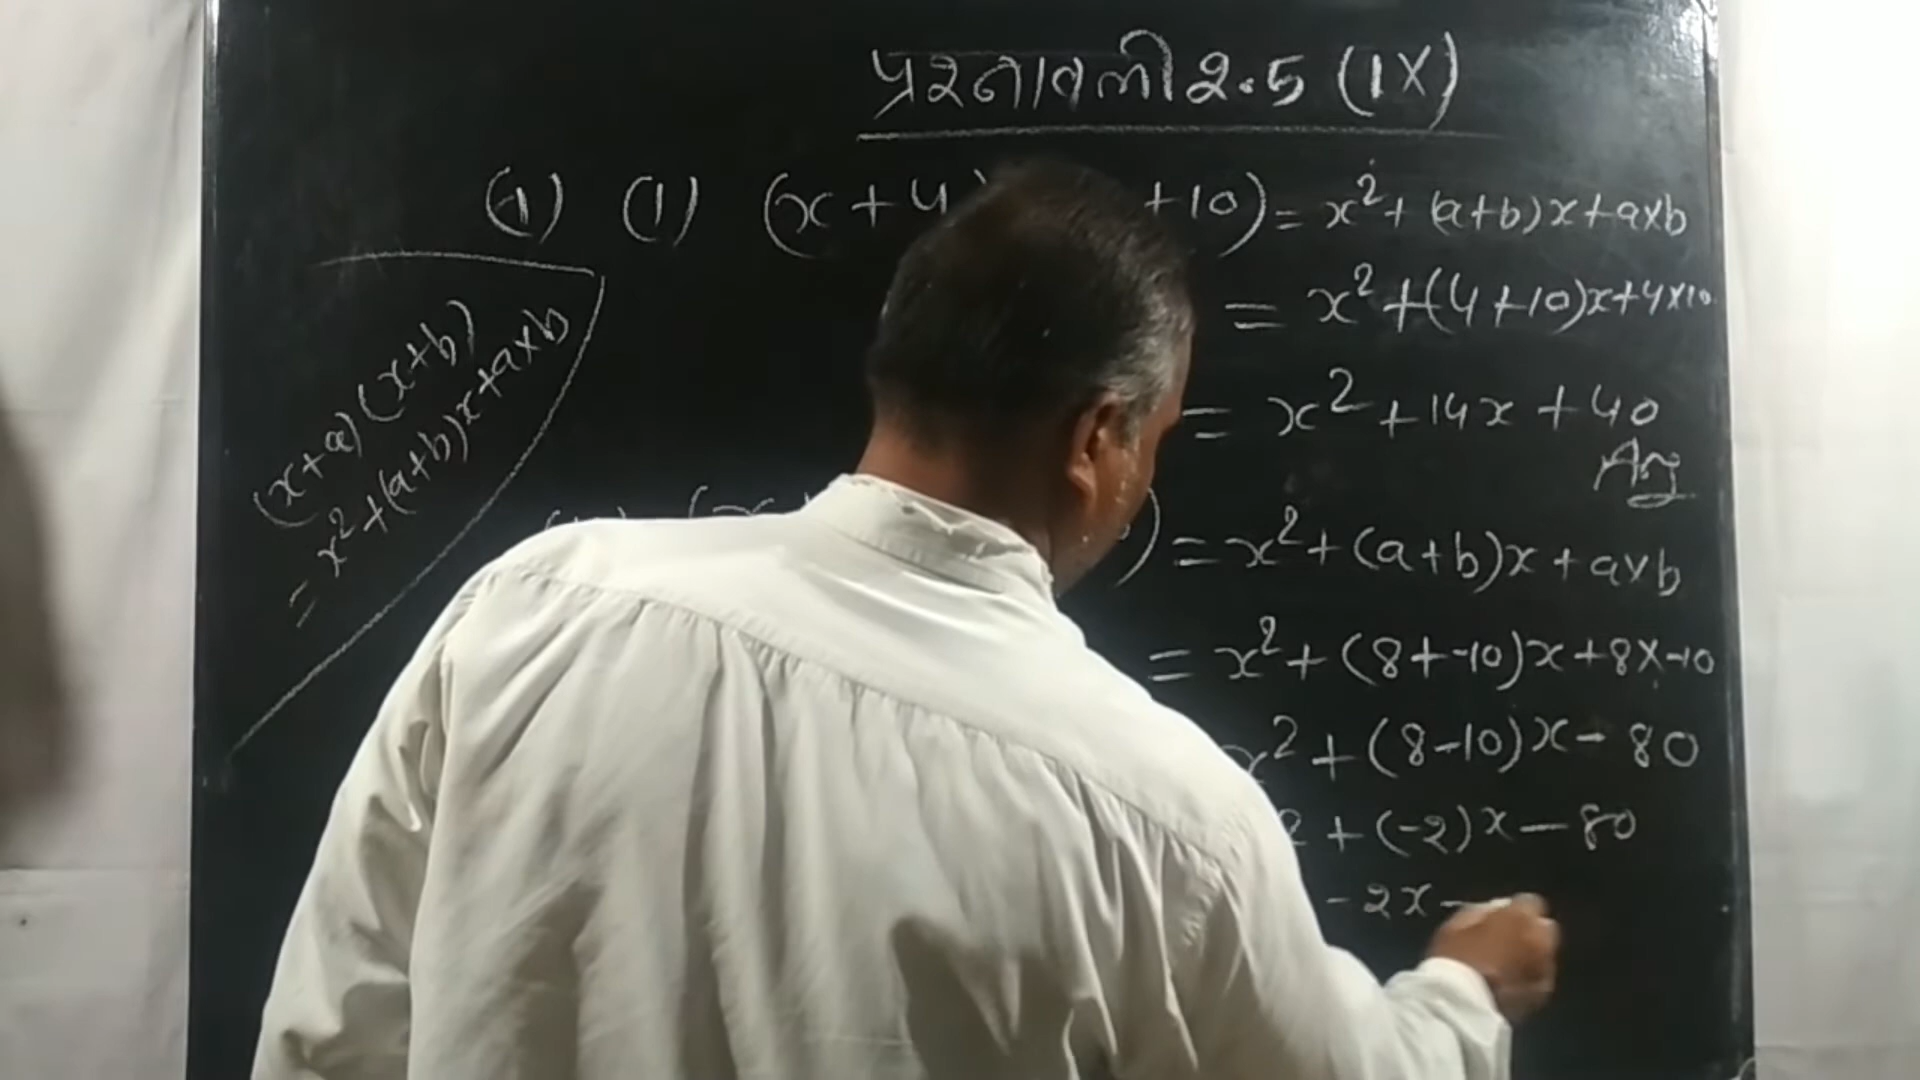 प्रश्नावली 2.5 (IX)
(1) (1) (x+4) +10) = x²+ (a+b)x+a×b
= x²+(4+10)x+4×10
= x²+14x+40
Ans
(x+a)(x+b)
= x²+(a+b)x+a×b
) = x²+(a+b)x+a×b
= x²+(8+-10)x+8×-10
x²+(8-10)x-80
2+(-2)x-80
-2x-